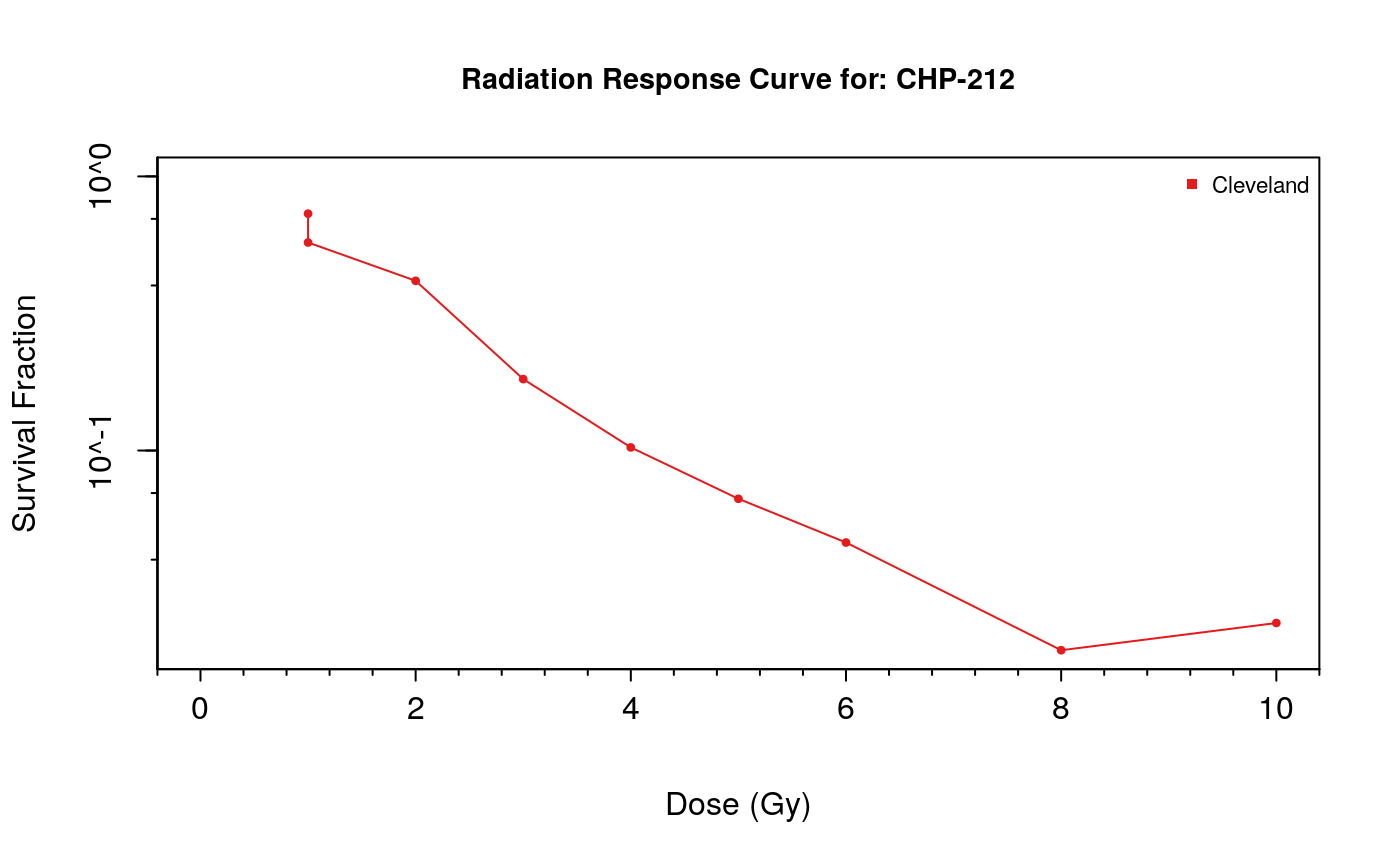 Radiation Response Curve for: CHP-212
Cleveland
Survival Fraction
10^0
10^-1
0 2 4 6 8 10
Dose (Gy)